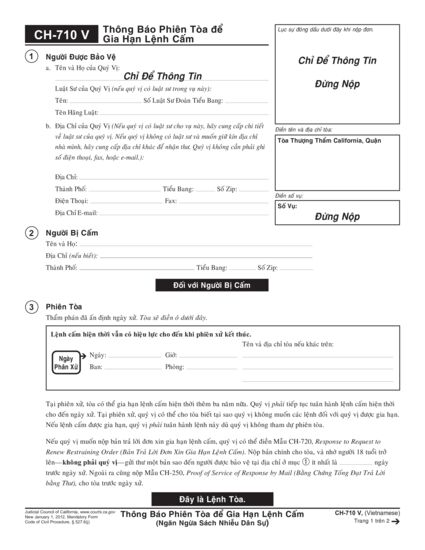 CH-710 V
Thông Báo Phiên Tòa để
Gia Hạn Lệnh Cấm
Lục sự đóng dấu dưới đây khi nộp đơn.
Chỉ Để Thông Tin
Đừng Nộp
1 Người Được Bảo Vệ
a. Tên và Họ của Quý Vị:
Chỉ Để Thông Tin
Luật Sư của Quý Vị (nếu quý vị có luật sư trong vụ này):
Tên: Số Luật Sư Đoàn Tiểu Bang:
Tên Hãng Luật:
b. Địa Chỉ của Quý Vị (Nếu quý vị có luật sư cho vụ này, hãy cung cấp chi tiết
về luật sư của quý vị. Nếu quý vị không có luật sư và muốn giữ kín địa chỉ
nhà mình, hãy cung cấp địa chỉ khác để nhận thư. Quý vị không cần phải ghi
số điện thoại, fax, hoặc e-mail.):
Địa Chỉ:
Thành Phố: Tiểu Bang: Số Zip:
Điện Thoại: Fax:
Địa Chỉ E-mail:
Điền tên và địa chỉ tòa:
Tòa Thượng Thẩm California, Quận
Điền số vụ:
Số Vụ:
Đừng Nộp
2 Người Bị Cấm
Tên và Họ:
Địa Chỉ (nếu biết):
Thành Phố: Tiểu Bang: Số Zip:
Đối với Người Bị Cấm
3 Phiên Tòa
Thẩm phán đã ấn định ngày xử. Tòa sẽ diễn ở dưới đây.
Lệnh cấm hiện thời vẫn có hiệu lực cho đến khi phiên xử kết thúc.
Tên và địa chỉ tòa nếu khác trên:
Ngày
Phân Xử
Ngày: Giờ:
Ban: Phòng:
Tại phiên xử, tòa có thể gia hạn lệnh cấm hiện thời thêm ba năm nữa. Quý vị phải tiếp tục tuân hành lệnh cấm hiện thời
cho đến ngày xử. Tại phiên xử, quý vị có thể cho tòa biết tại sao quý vị không muốn các lệnh đối với quý vị được gia hạn.
Nếu lệnh cấm được gia hạn, quý vị phải tuân hành lệnh này dù quý vị không tham dự phiên tòa.
Nếu quý vị muốn nộp bản trả lời đơn xin gia hạn lệnh cấm, quý vị có thể điền Mẫu CH-720, Response to Request to
Renew Restraining Order (Bản Trả Lời Đơn Xin Gia Hạn Lệnh Cấm). Nộp bản chính cho tòa, và nhờ người 18 tuổi trở
lên—không phải quý vị—gửi thư một bản sao đến người được bảo vệ tại địa chỉ ở mục 1 ít nhất là ngày
trước ngày xử. Ngoài ra cũng nộp Mẫu CH-250, Proof of Service of Response by Mail (Bằng Chứng Tống Đạt Trả Lời
bằng Thư), cho tòa trước ngày xử.
Đây là Lệnh Tòa.
Judicial Council of California, www.courts.ca.gov
New January 1, 2012, Mandatory Form
Code of Civil Procedure, § 527.6(j)
Thông Báo Phiên Tòa để Gia Hạn Lệnh Cấm
(Ngăn Ngừa Sách Nhiễu Dân Sự)
CH-710 V, (Vietnamese)
Trang 1 trên 2